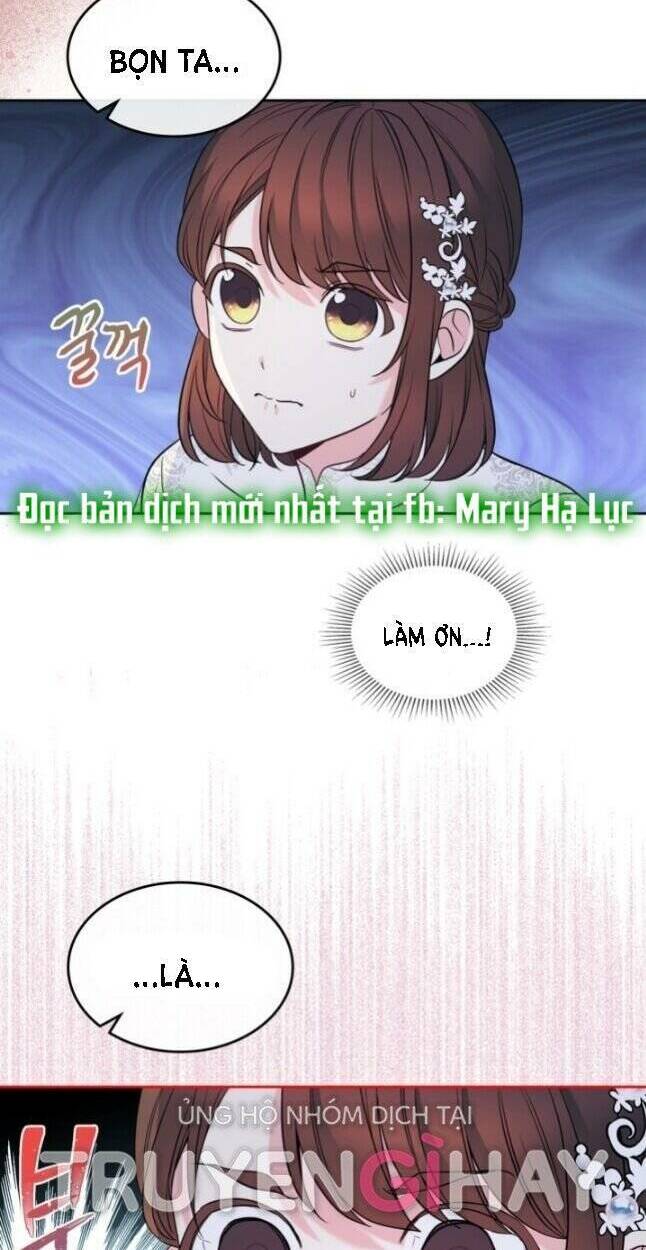 BỌN TA...
꿀꺽
Đọc bản dịch mới nhất tại fb: Mary Hạ Lục
LÀM ƠN...!
...LÀ...
ỦNG HỘ NHÓM DỊCH TẠI
TRUYENGIHAY